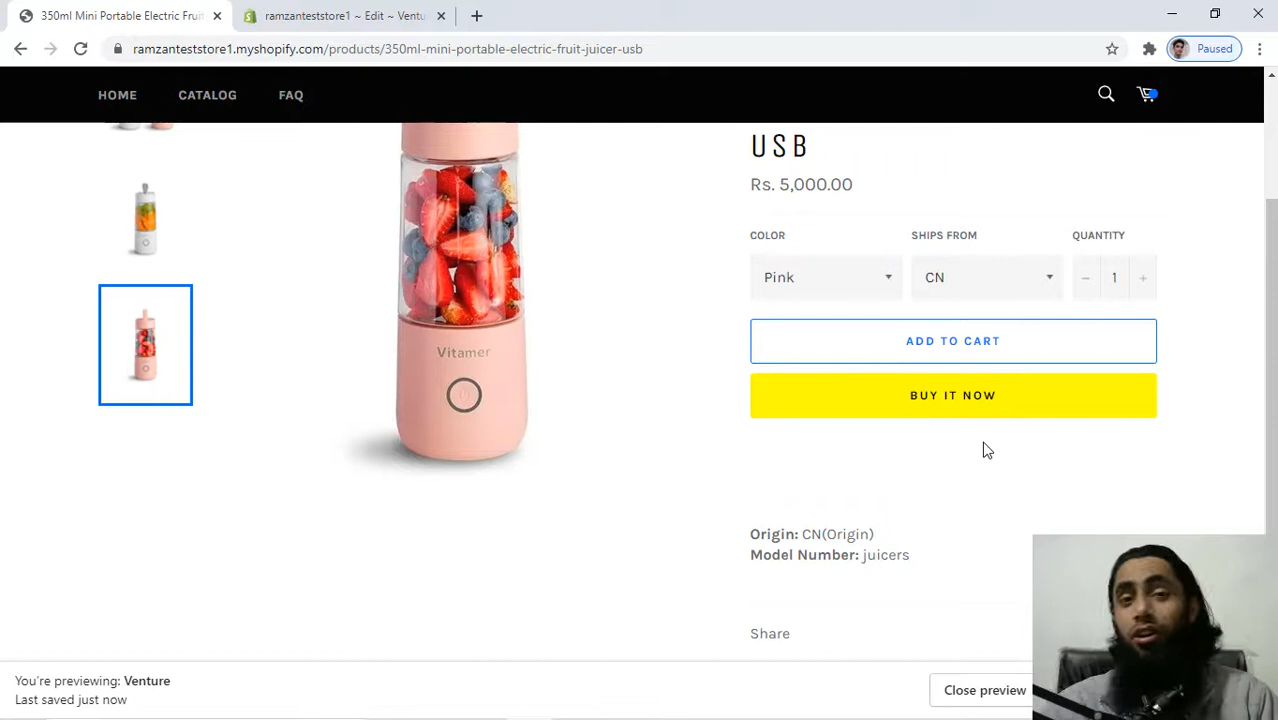 350ml Mini Portable Electric Frui
ramzanteststore1 ~ Edit ~ Ventu
ramzanteststore1.myshopify.com/products/350ml-mini-portable-electric-fruit-juicer-usb
Paused
HOME
CATALOG
FAQ
USB
Rs. 5,000.00
COLOR
SHIPS FROM
QUANTITY
Pink
CN
− 1 +
ADD TO CART
BUY IT NOW
Vitamer
Origin: CN(Origin)
Model Number: juicers
Share
You're previewing: Venture
Last saved just now
Close preview